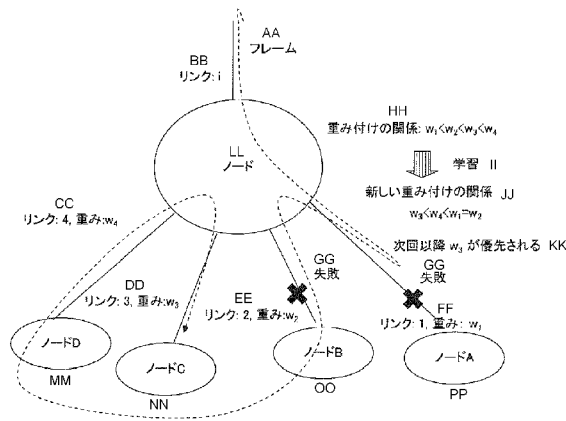 AA
フレーム
BB
リンク: i
HH
重み付けの関係: w₁<w₂<w₃<w₄
LL
ノード
学習 II
新しい重み付けの関係 JJ
w₃<w₄<w₁=w₂
CC
リンク: 4, 重み:w₄
次回以降 w₃ が優先される KK
GG
失敗
GG
失敗
DD
リンク: 3, 重み:w₃
EE
リンク: 2, 重み:w₂
FF
リンク: 1, 重み: w₁
ノードD
ノードC
ノードB
ノードA
MM
NN
OO
PP